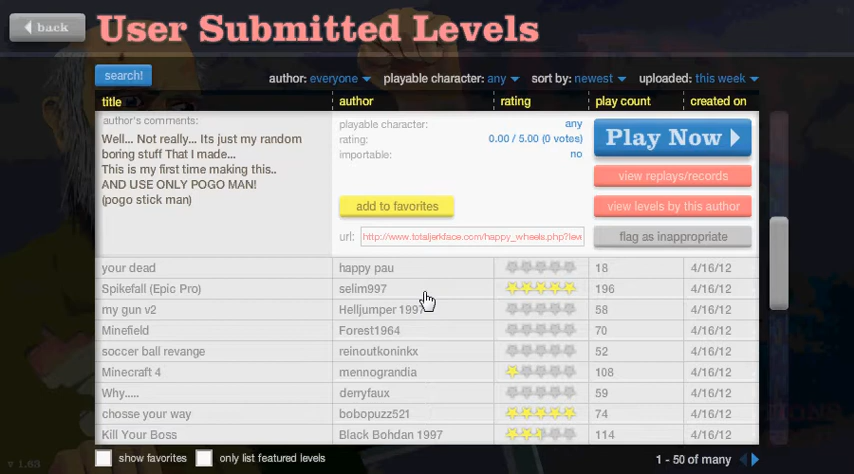 back
User Submitted Levels
search!
author: everyone playable character: any sort by: newest uploaded: this week
title author rating play count created on
author's comments:
Well... Not really... Its just my random
boring stuff That I made...
This is my first time making this..
AND USE ONLY POGO MAN!
(pogo stick man)
playable character: any
rating: 0.00 / 5.00 (0 votes)
importable: no
add to favorites
url: http://www.totaljerkface.com/happy_wheels.php?leve
Play Now
view replays/records
view levels by this author
flag as inappropriate
your dead happy pau 18 4/16/12
Spikefall (Epic Pro) selim997 196 4/16/12
my gun v2 Helljumper 1997 58 4/16/12
Minefield Forest1964 70 4/16/12
soccer ball revange reinoutkoninkx 52 4/16/12
Minecraft 4 mennograndia 108 4/16/12
Why..... derryfaux 59 4/16/12
chosse your way bobopuzz521 74 4/16/12
Kill Your Boss Black Bohdan 1997 114 4/16/12
show favorites only list featured levels 1 - 50 of many
v 1.63